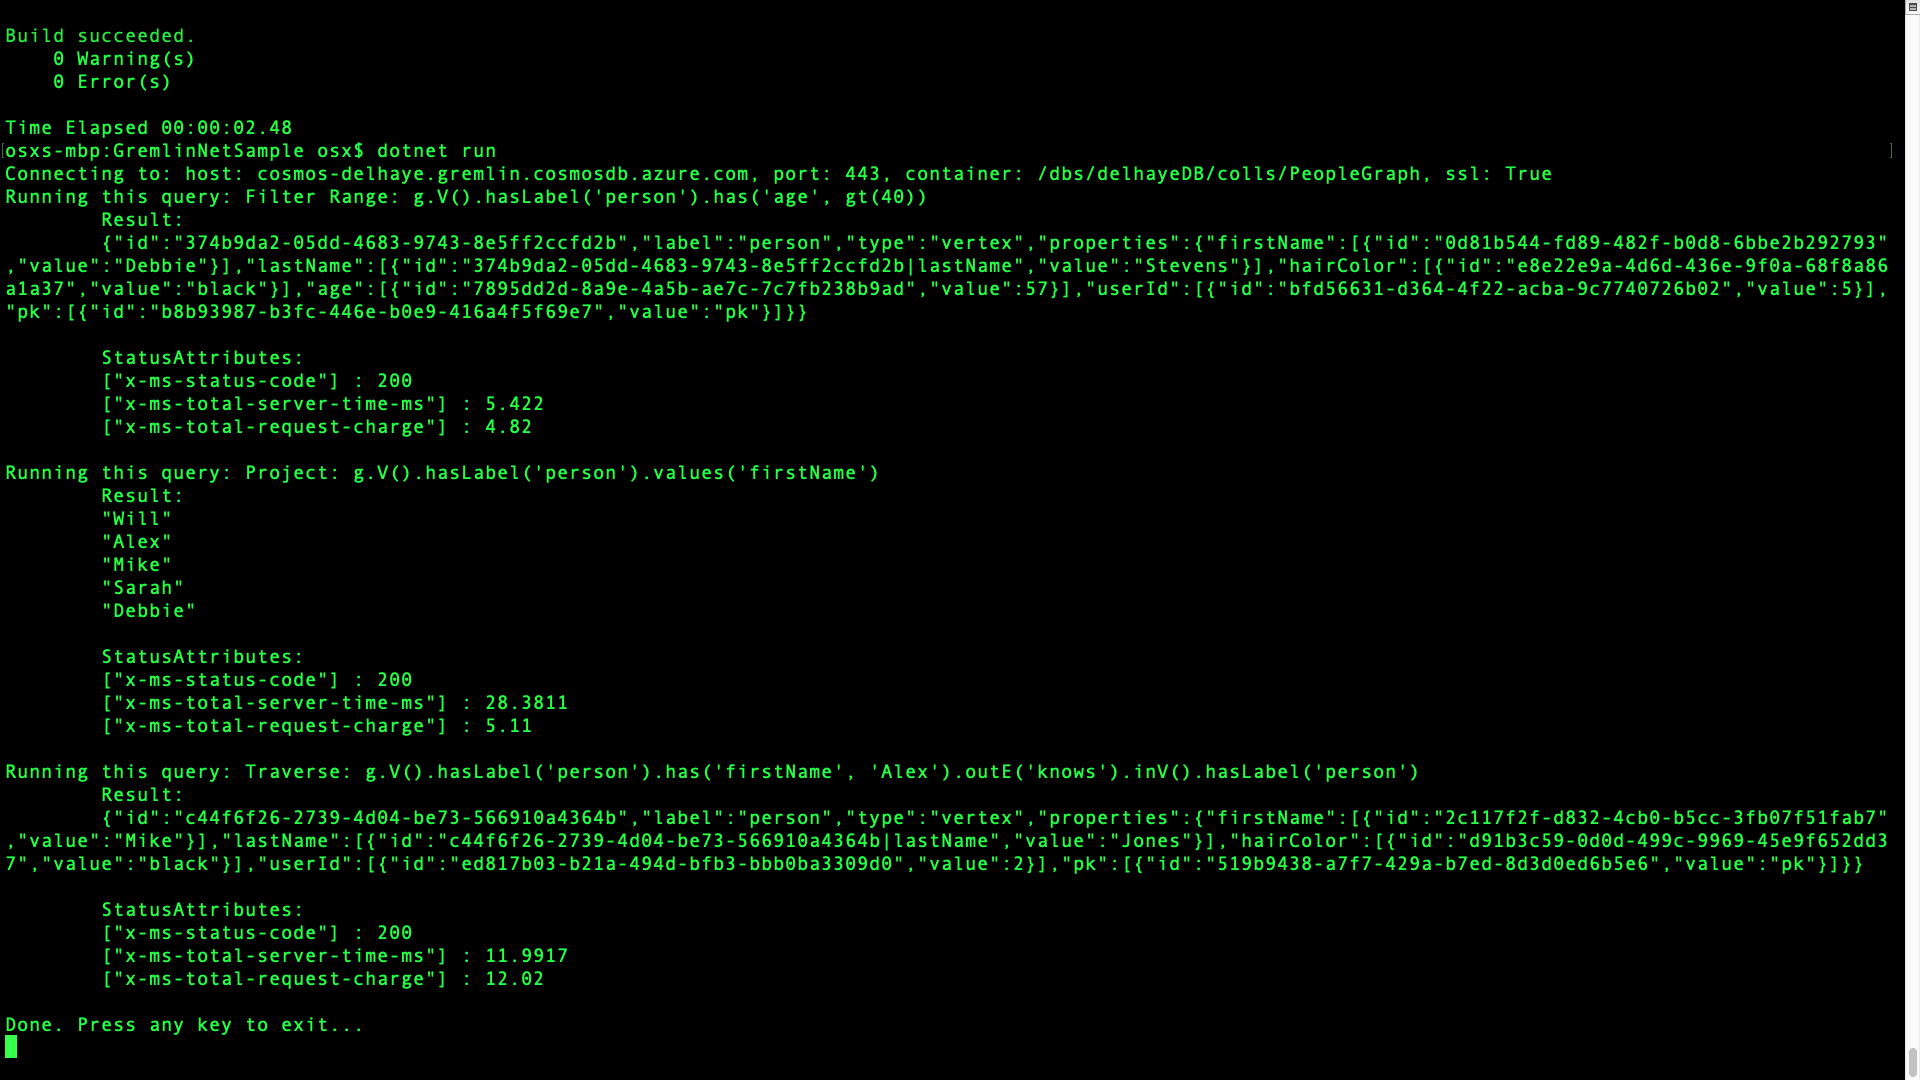 Build succeeded.
    0 Warning(s)
    0 Error(s)

Time Elapsed 00:00:02.48
[osxs-mbp:GremlinNetSample osx$ dotnet run ]
Connecting to: host: cosmos-delhaye.gremlin.cosmosdb.azure.com, port: 443, container: /dbs/delhayeDB/colls/PeopleGraph, ssl: True
Running this query: Filter Range: g.V().hasLabel('person').has('age', gt(40))
        Result:
        {"id":"374b9da2-05dd-4683-9743-8e5ff2ccfd2b","label":"person","type":"vertex","properties":{"firstName":[{"id":"0d81b544-fd89-482f-b0d8-6bbe2b292793"
,"value":"Debbie"}],"lastName":[{"id":"374b9da2-05dd-4683-9743-8e5ff2ccfd2b|lastName","value":"Stevens"}],"hairColor":[{"id":"e8e22e9a-4d6d-436e-9f0a-68f8a86
a1a37","value":"black"}],"age":[{"id":"7895dd2d-8a9e-4a5b-ae7c-7c7fb238b9ad","value":57}],"userId":[{"id":"bfd56631-d364-4f22-acba-9c7740726b02","value":5}],
"pk":[{"id":"b8b93987-b3fc-446e-b0e9-416a4f5f69e7","value":"pk"}]}}

        StatusAttributes:
        ["x-ms-status-code"] : 200
        ["x-ms-total-server-time-ms"] : 5.422
        ["x-ms-total-request-charge"] : 4.82

Running this query: Project: g.V().hasLabel('person').values('firstName')
        Result:
        "Will"
        "Alex"
        "Mike"
        "Sarah"
        "Debbie"

        StatusAttributes:
        ["x-ms-status-code"] : 200
        ["x-ms-total-server-time-ms"] : 28.3811
        ["x-ms-total-request-charge"] : 5.11

Running this query: Traverse: g.V().hasLabel('person').has('firstName', 'Alex').outE('knows').inV().hasLabel('person')
        Result:
        {"id":"c44f6f26-2739-4d04-be73-566910a4364b","label":"person","type":"vertex","properties":{"firstName":[{"id":"2c117f2f-d832-4cb0-b5cc-3fb07f51fab7"
,"value":"Mike"}],"lastName":[{"id":"c44f6f26-2739-4d04-be73-566910a4364b|lastName","value":"Jones"}],"hairColor":[{"id":"d91b3c59-0d0d-499c-9969-45e9f652dd3
7","value":"black"}],"userId":[{"id":"ed817b03-b21a-494d-bfb3-bbb0ba3309d0","value":2}],"pk":[{"id":"519b9438-a7f7-429a-b7ed-8d3d0ed6b5e6","value":"pk"}]}}

        StatusAttributes:
        ["x-ms-status-code"] : 200
        ["x-ms-total-server-time-ms"] : 11.9917
        ["x-ms-total-request-charge"] : 12.02

Done. Press any key to exit...